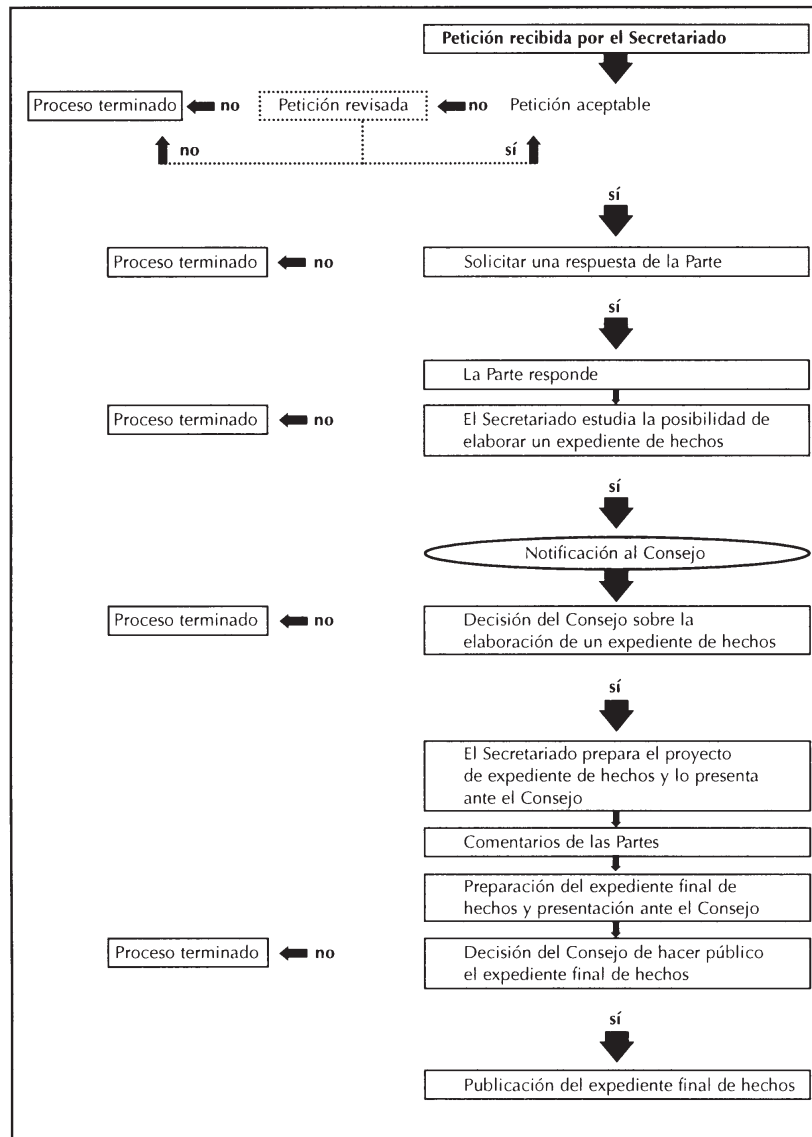 Petición recibida por el Secretariado
Proceso terminado no Petición revisada no Petición aceptable
no sí
sí
Proceso terminado no Solicitar una respuesta de la Parte
sí
La Parte responde
Proceso terminado no El Secretariado estudia la posibilidad de
elaborar un expediente de hechos
sí
Notificación al Consejo
Proceso terminado no Decisión del Consejo sobre la
elaboración de un expediente de hechos
sí
El Secretariado prepara el proyecto
de expediente de hechos y lo presenta
ante el Consejo
Comentarios de las Partes
Preparación del expediente final de
hechos y presentación ante el Consejo
Proceso terminado no Decisión del Consejo de hacer público
el expediente final de hechos
sí
Publicación del expediente final de hechos